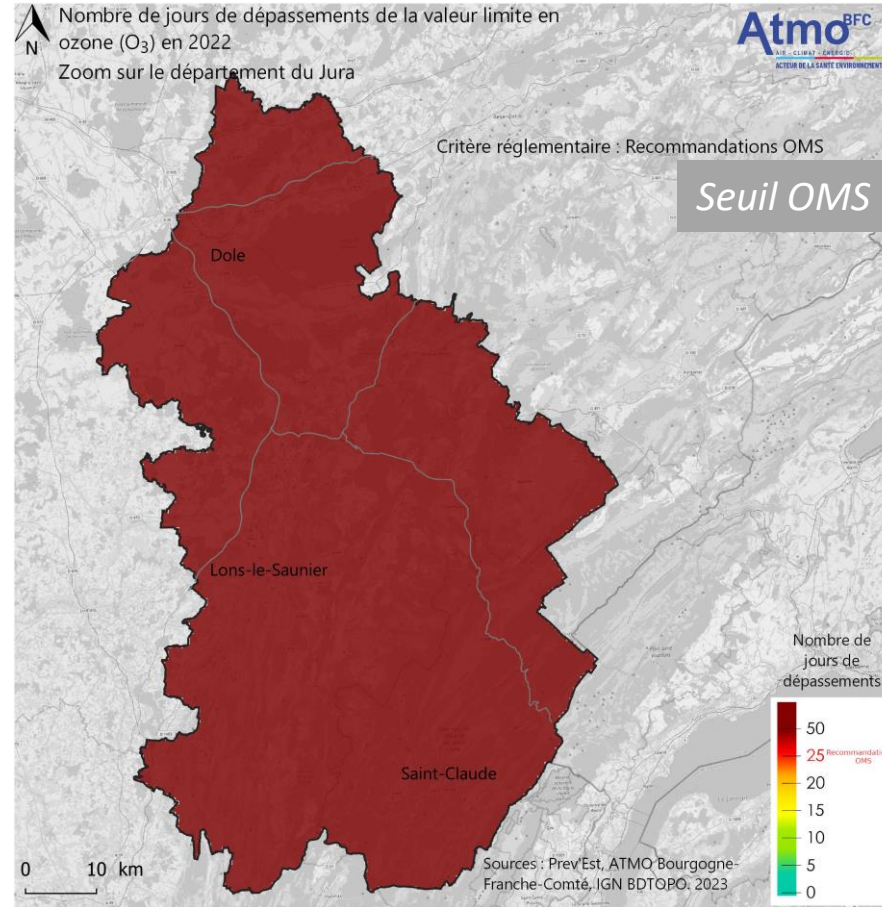 Nombre de jours de dépassements de la valeur limite en
ozone (O₃) en 2022
Zoom sur le département du Jura
N
Atmo BFC
AIR - CLIMAT - ÉNERGIE
ACTEUR DE LA SANTÉ ENVIRONNEMENT
Critère réglementaire : Recommandations OMS
Seuil OMS
Dole
Lons-le-Saunier
Saint-Claude
Nombre de
jours de
dépassements
50
25 Recommandati
OMS
20
15
10
5
0
0 10 km
Sources : Prev'Est, ATMO Bourgogne-
Franche-Comté, IGN BDTOPO, 2023